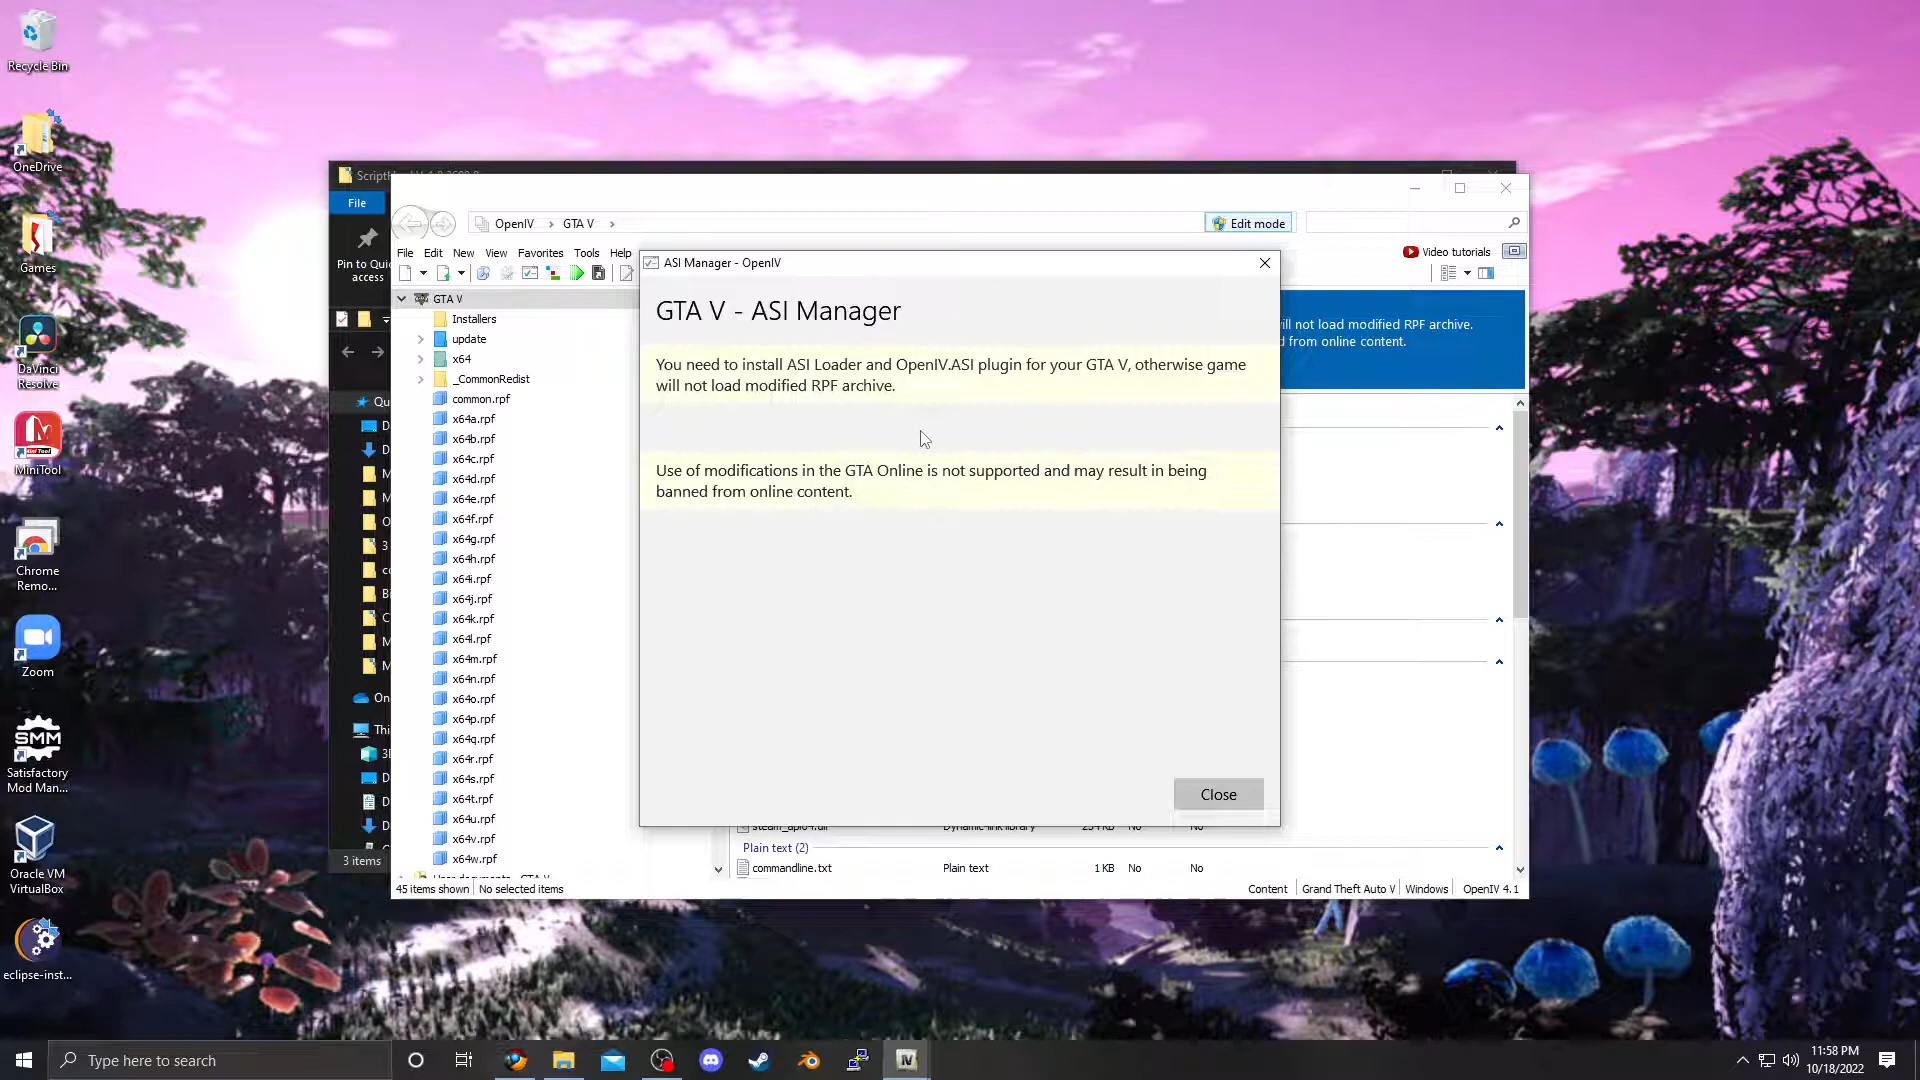 Recycle Bin
OneDrive
Games
DaVinci
Resolve
MiniTool
Chrome
Remo...
Zoom
Satisfactory
Mod Man...
Oracle VM
VirtualBox
eclipse-inst...
File
Pin to Quic
access
3 items
OpenIV › GTA V ›
Edit mode
File Edit New View Favorites Tools Help
Video tutorials
GTA V
Installers
update
x64
_CommonRedist
common.rpf
x64a.rpf
x64b.rpf
x64c.rpf
x64d.rpf
x64e.rpf
x64f.rpf
x64g.rpf
x64h.rpf
x64i.rpf
x64j.rpf
x64k.rpf
x64l.rpf
x64m.rpf
x64n.rpf
x64o.rpf
x64p.rpf
x64q.rpf
x64r.rpf
x64s.rpf
x64t.rpf
x64u.rpf
x64v.rpf
x64w.rpf
ASI Manager - OpenIV
GTA V - ASI Manager
You need to install ASI Loader and OpenIV.ASI plugin for your GTA V, otherwise game
will not load modified RPF archive.
Use of modifications in the GTA Online is not supported and may result in being
banned from online content.
Close
ill not load modified RPF archive.
d from online content.
Plain text (2)
commandline.txt Plain text 1 KB No No
45 items shown No selected items
Content Grand Theft Auto V Windows OpenIV 4.1
Type here to search
11:58 PM
10/18/2022